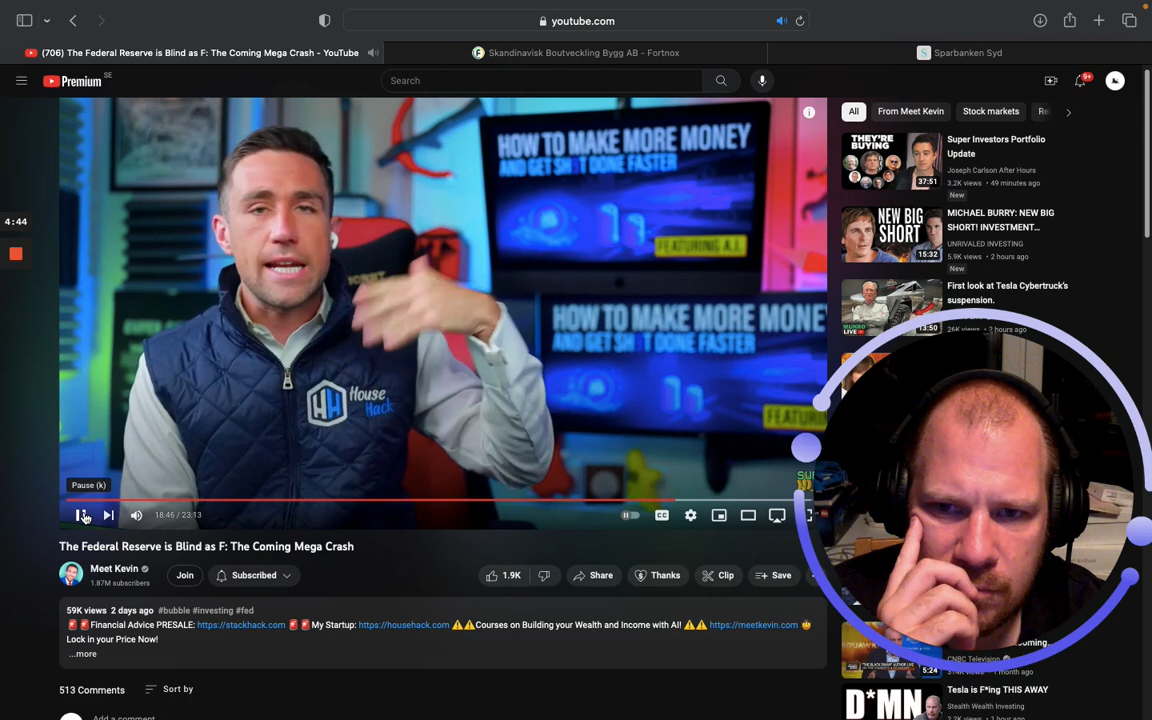 youtube.com
(706) The Federal Reserve is Blind as F: The Coming Mega Crash - YouTube
Skandinavisk Boutveckling Bygg AB - Fortnox
Sparbanken Syd
Premium SE
Search
9+
HOW TO MAKE MORE MONEY
AND GET SH T DONE FASTER
FEATURING A.I.
HOW TO MAKE MORE MONEY
AND GET SH T DONE FASTER
House
Hack
4:44
Pause (k)
18:46 / 23:13
CC
The Federal Reserve is Blind as F: The Coming Mega Crash
Meet Kevin
1.87M subscribers
Join
Subscribed
1.9K
Share
Thanks
Clip
Save
59K views 2 days ago #bubble #investing #fed
🚨🚨Financial Advice PRESALE: https://stackhack.com 🚨🚨My Startup: https://househack.com ⚠️⚠️Courses on Building your Wealth and Income with AI! ⚠️⚠️ https://meetkevin.com
Lock in your Price Now!
...more
513 Comments
Sort by
Add a comment
All
From Meet Kevin
Stock markets
Re
THEY'RE
BUYING
37:51
Super Investors Portfolio
Update
Joseph Carlson After Hours
3.2K views • 49 minutes ago
New
NEW BIG
SHORT
15:32
MICHAEL BURRY: NEW BIG
SHORT! INVESTMENT...
UNRIVALED INVESTING
5.9K views • 2 hours ago
New
MUNRO
LIVE
13:50
First look at Tesla Cybertruck's
suspension.
26K views • 2 hours ago
5:24
CNBC Television
1 month ago
D*MN
Tesla is F*ing THIS AWAY
Stealth Wealth Investing